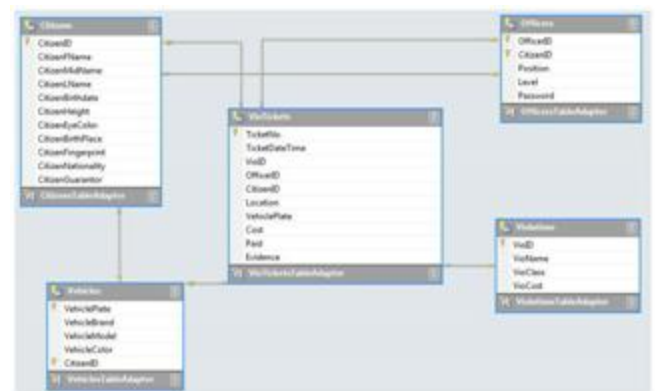 Citizens
CitizenID
CitizenFName
CitizenMidName
CitizenLName
CitizenBirthdate
CitizenHeight
CitizenEyeColor
CitizenBirthPlace
CitizenFingerprint
CitizenNationality
CitizenGuarantor
CitizensTableAdapter
VioTickets
TicketNo
TicketDateTime
VioID
OfficerID
CitizenID
Location
VehiclePlate
Cost
Paid
Evidence
VioTicketsTableAdapter
Officers
OfficerID
CitizenID
Position
Level
Password
OfficersTableAdapter
Violations
VioID
VioName
VioClass
VioCost
ViolationsTableAdapter
Vehicles
VehiclePlate
VehicleBrand
VehicleModel
VehicleColor
CitizenID
VehiclesTableAdapter